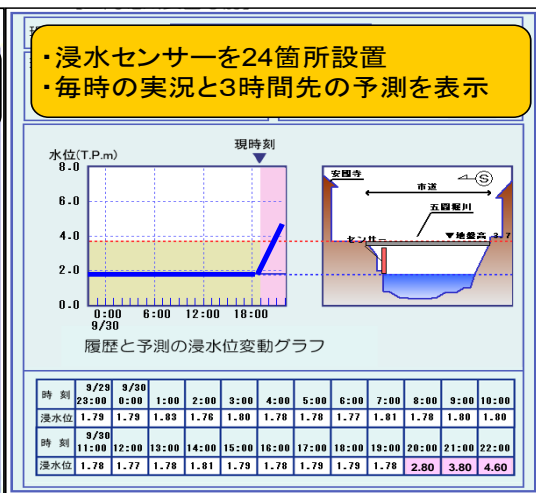 ・浸水センサーを24箇所設置
・毎時の実況と3時間先の予測を表示
現時刻
水位(T.P.m)
8.0
6.0
4.0
2.0
0.0
0:00 6:00 12:00 18:00
9/30
履歴と予測の浸水位変動グラフ
安國寺
S
市道
五間堀川
センサー
▼地盤高 3.7
時刻 9/29 23:00 9/30 0:00 1:00 2:00 3:00 4:00 5:00 6:00 7:00 8:00 9:00 10:00
浸水位 1.79 1.79 1.83 1.76 1.80 1.78 1.78 1.77 1.81 1.78 1.80 1.80
時刻 9/30 11:00 12:00 13:00 14:00 15:00 16:00 17:00 18:00 19:00 20:00 21:00 22:00
浸水位 1.78 1.77 1.78 1.81 1.79 1.78 1.79 1.79 1.78 2.80 3.80 4.60